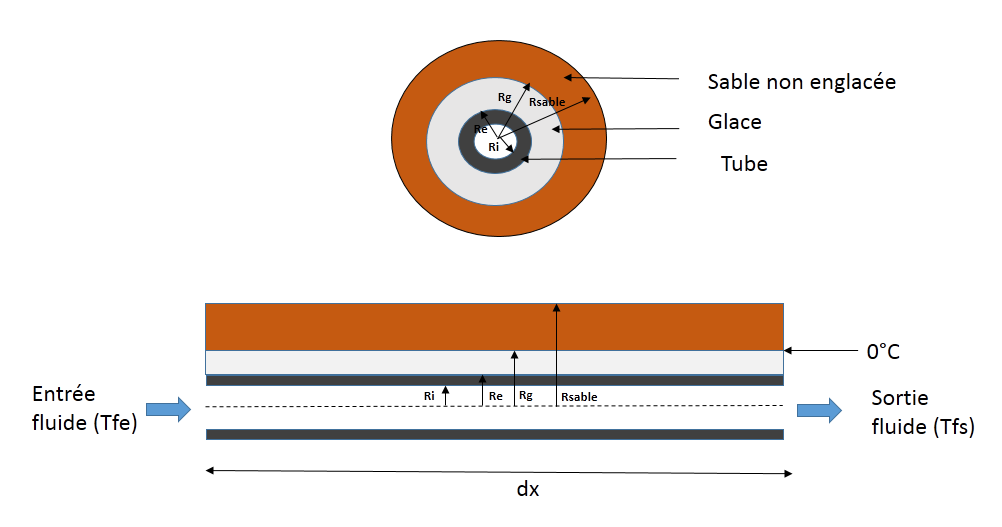 Sable non englacée
Rg
Rsable
Glace
Re
Ri
Tube
0°C
Entrée
fluide (Tfe)
Ri
Re
Rg
Rsable
Sortie
fluide (Tfs)
dx